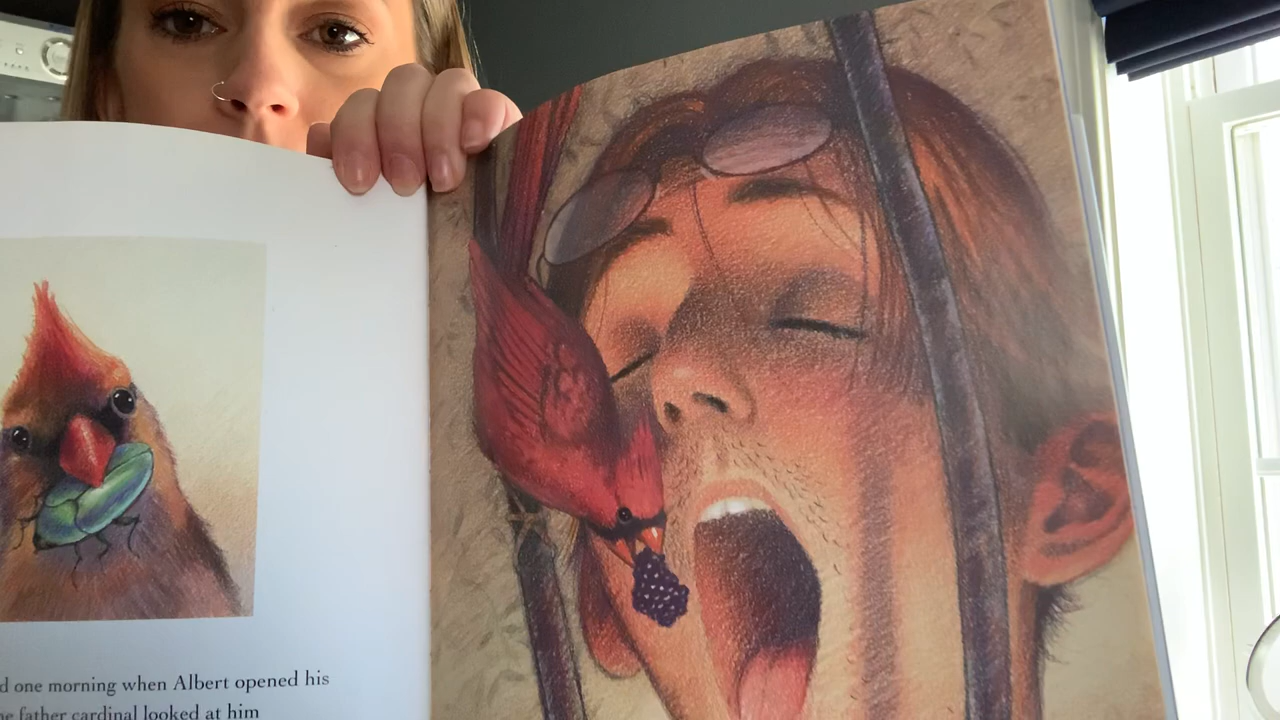 d one morning when Albert opened his
e father cardinal looked at him